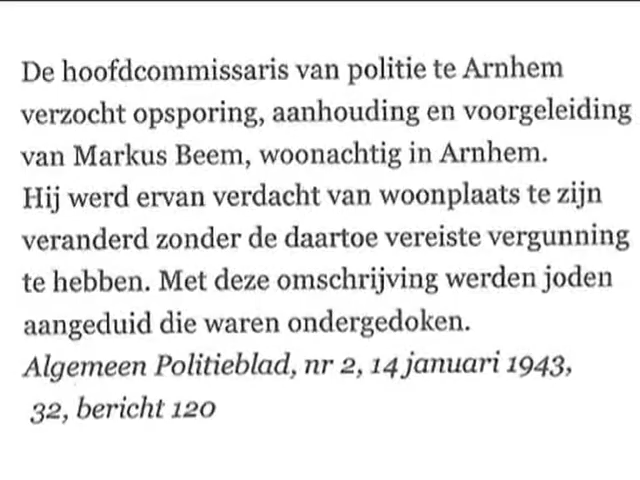 De hoofdcommissaris van politie te Arnhem
verzocht opsporing, aanhouding en voorgeleiding
van Markus Beem, woonachtig in Arnhem.
Hij werd ervan verdacht van woonplaats te zijn
veranderd zonder de daartoe vereiste vergunning
te hebben. Met deze omschrijving werden joden
aangeduid die waren ondergedoken.
Algemeen Politieblad, nr 2, 14 januari 1943,
32, bericht 120